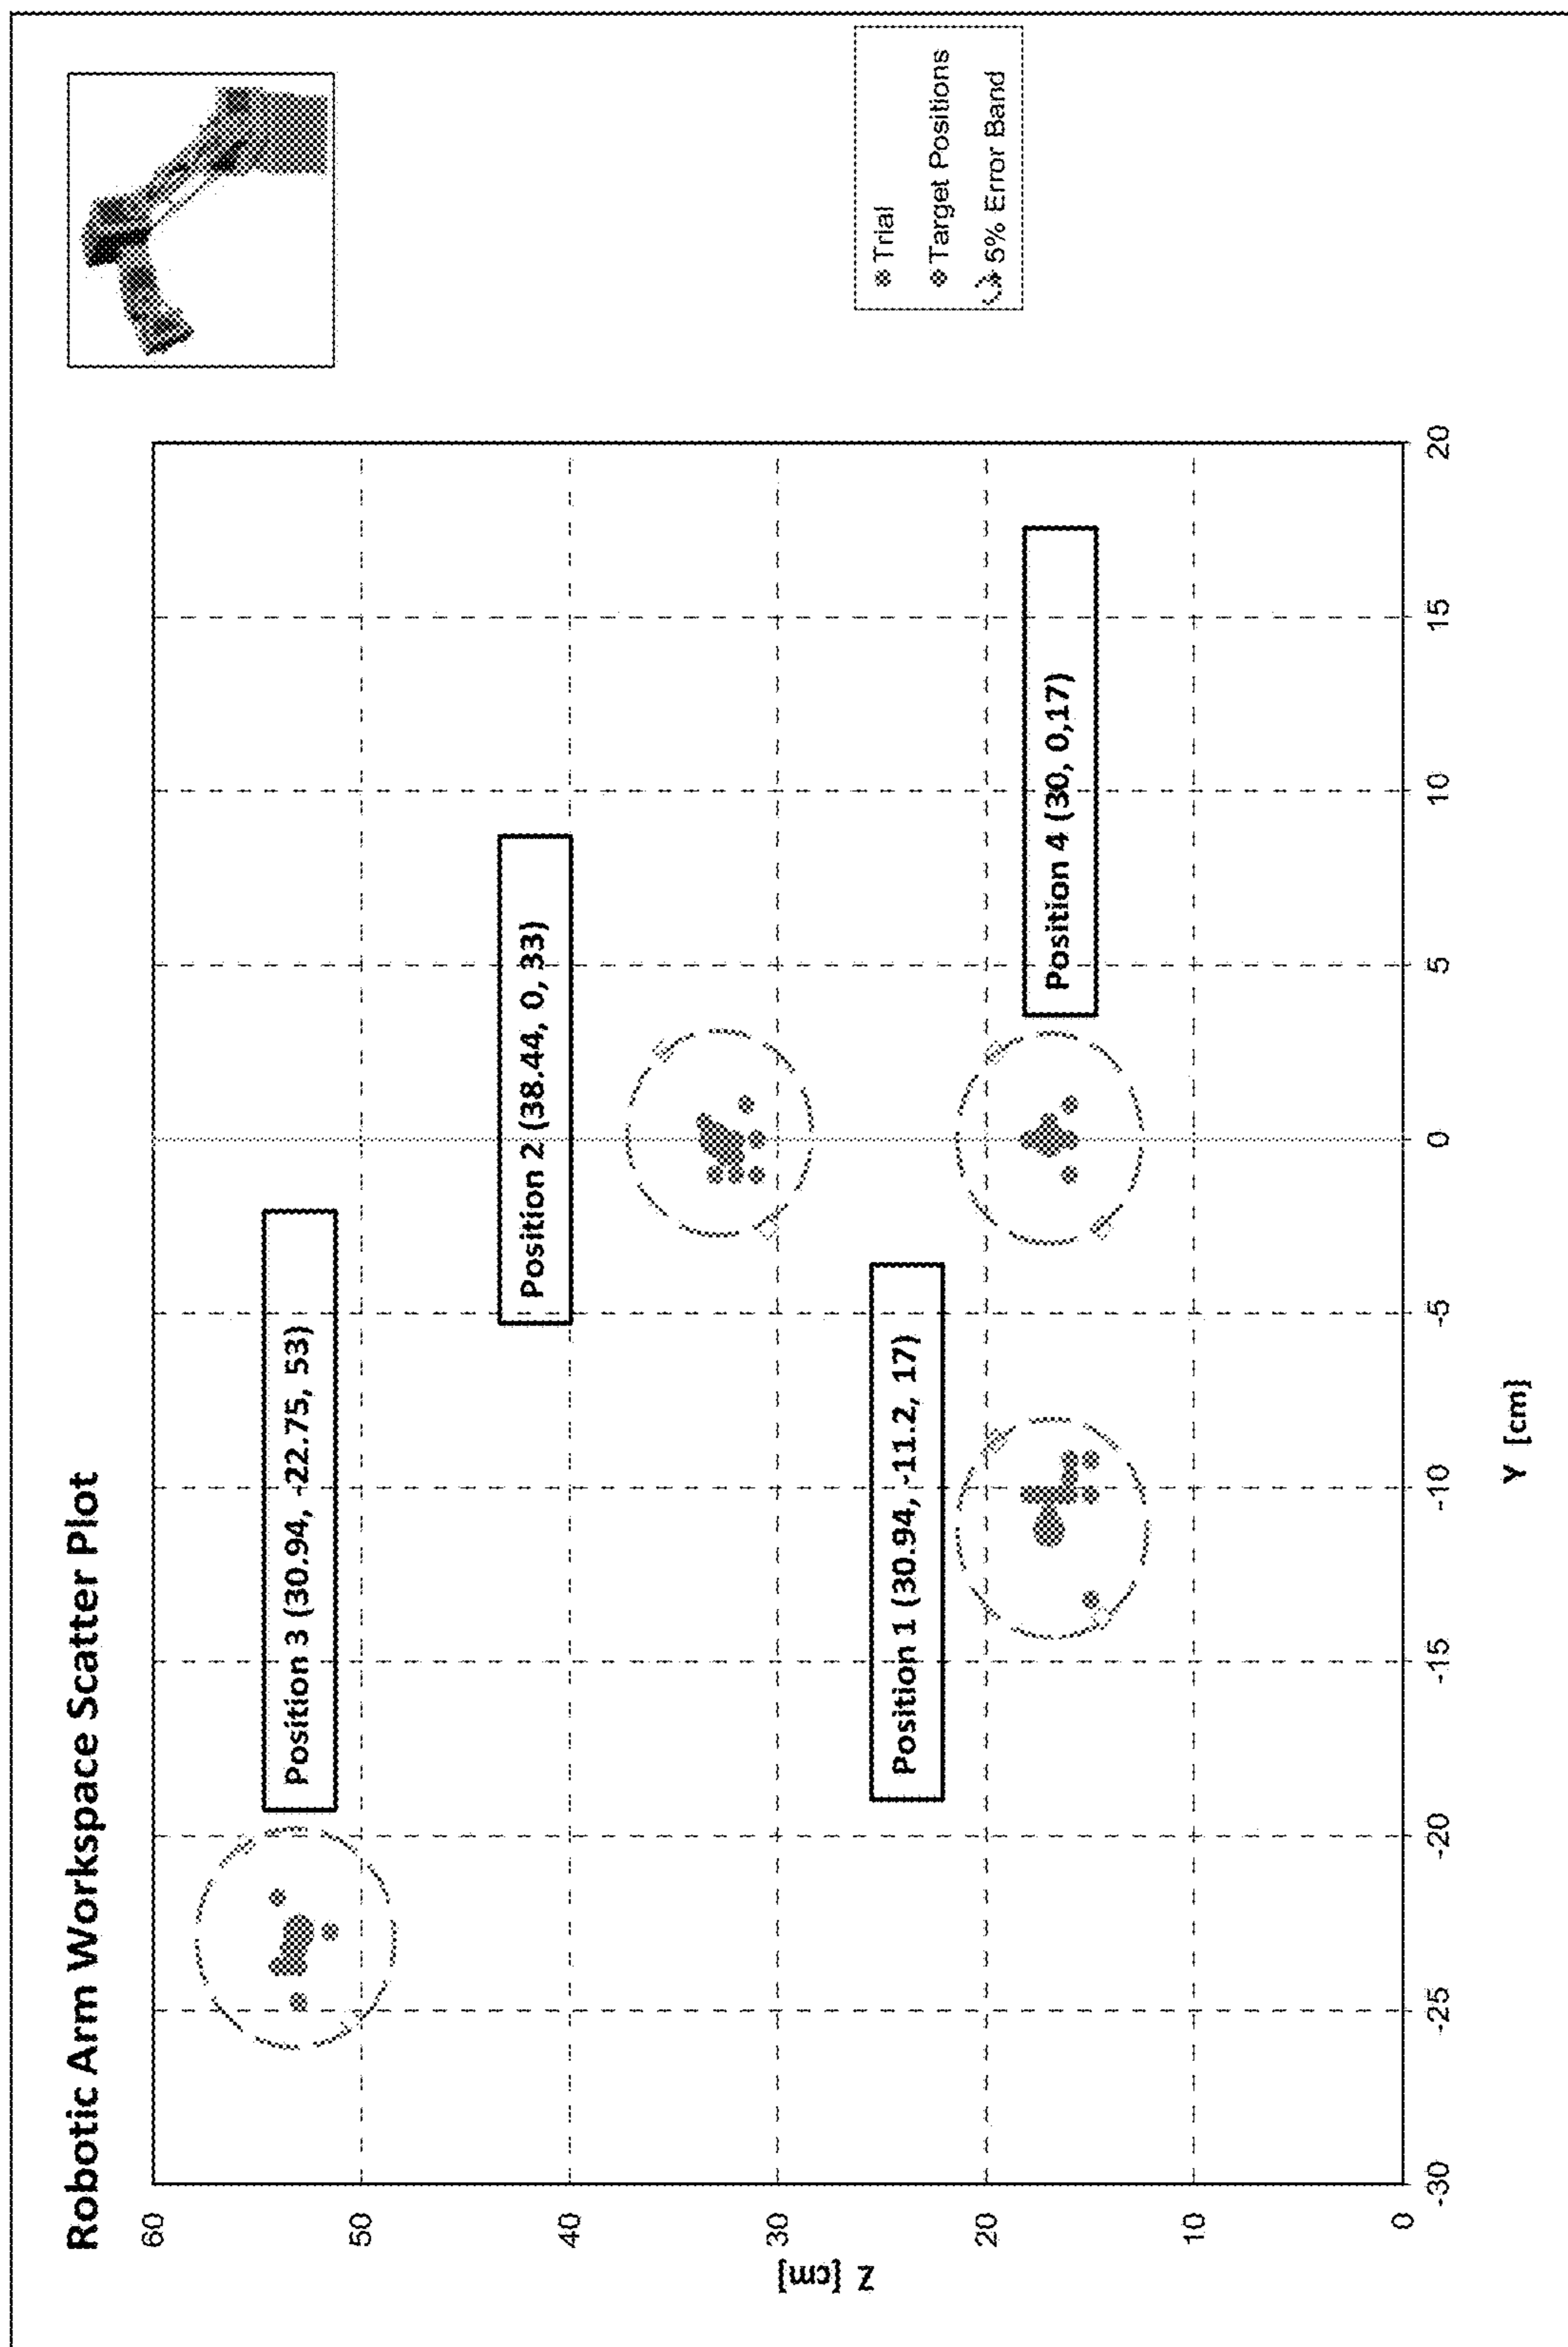 Robotic Arm Workspace Scatter Plot
Position 3 (30.94, -22.75, 53)
Position 2 (38.44, 0, 33)
Position 1 (30.94, -11.2, 17)
Position 4 (30, 0,17)
Trial
Target Positions
5% Error Band
Z [cm]
60
50
40
30
20
10
0
-30
-25
-20
-15
-10
-5
0
5
10
15
20
Y [cm]